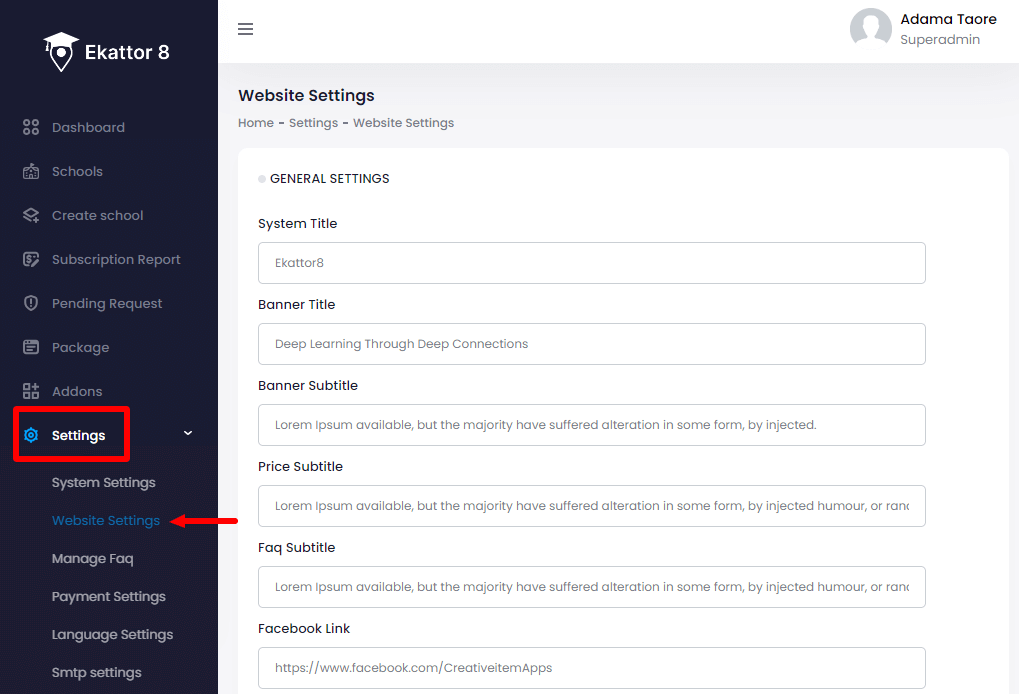 Ekattor 8
Adama Taore
Superadmin
Dashboard
Schools
Create school
Subscription Report
Pending Request
Package
Addons
Settings
System Settings
Website Settings
Manage Faq
Payment Settings
Language Settings
Smtp settings
Website Settings
Home - Settings - Website Settings
GENERAL SETTINGS
System Title
Ekattor8
Banner Title
Deep Learning Through Deep Connections
Banner Subtitle
Lorem Ipsum available, but the majority have suffered alteration in some form, by injected.
Price Subtitle
Lorem Ipsum available, but the majority have suffered alteration in some form, by injected humour, or ranc
Faq Subtitle
Lorem Ipsum available, but the majority have suffered alteration in some form, by injected humour, or ranc
Facebook Link
https://www.facebook.com/CreativeitemApps